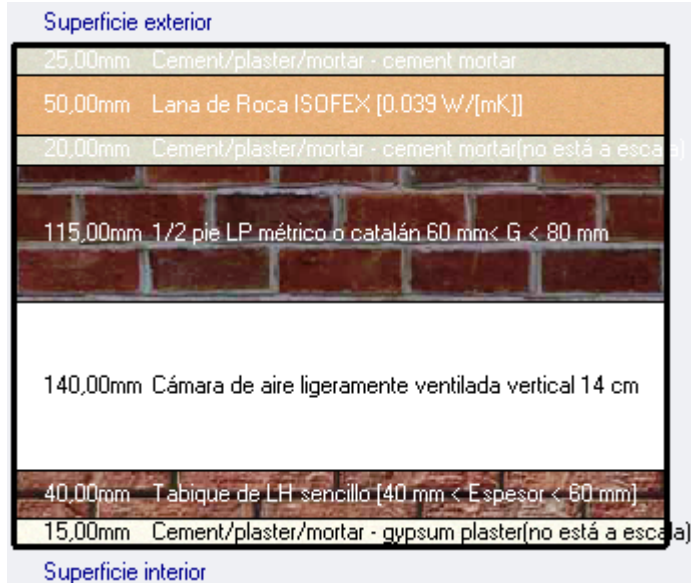 Superficie exterior
25,00mm Cement/plaster/mortar - cement mortar
50,00mm Lana de Roca ISOFEX [0.039 W/[mK]]
20,00mm Cement/plaster/mortar - cement mortar(no está a escala)
115,00mm 1/2 pie LP métrico o catalán 60 mm< G < 80 mm
140,00mm Cámara de aire ligeramente ventilada vertical 14 cm
40,00mm Tabique de LH sencillo [40 mm < Espesor < 60 mm]
15,00mm Cement/plaster/mortar - gypsum plaster(no está a escala)
Superficie interior